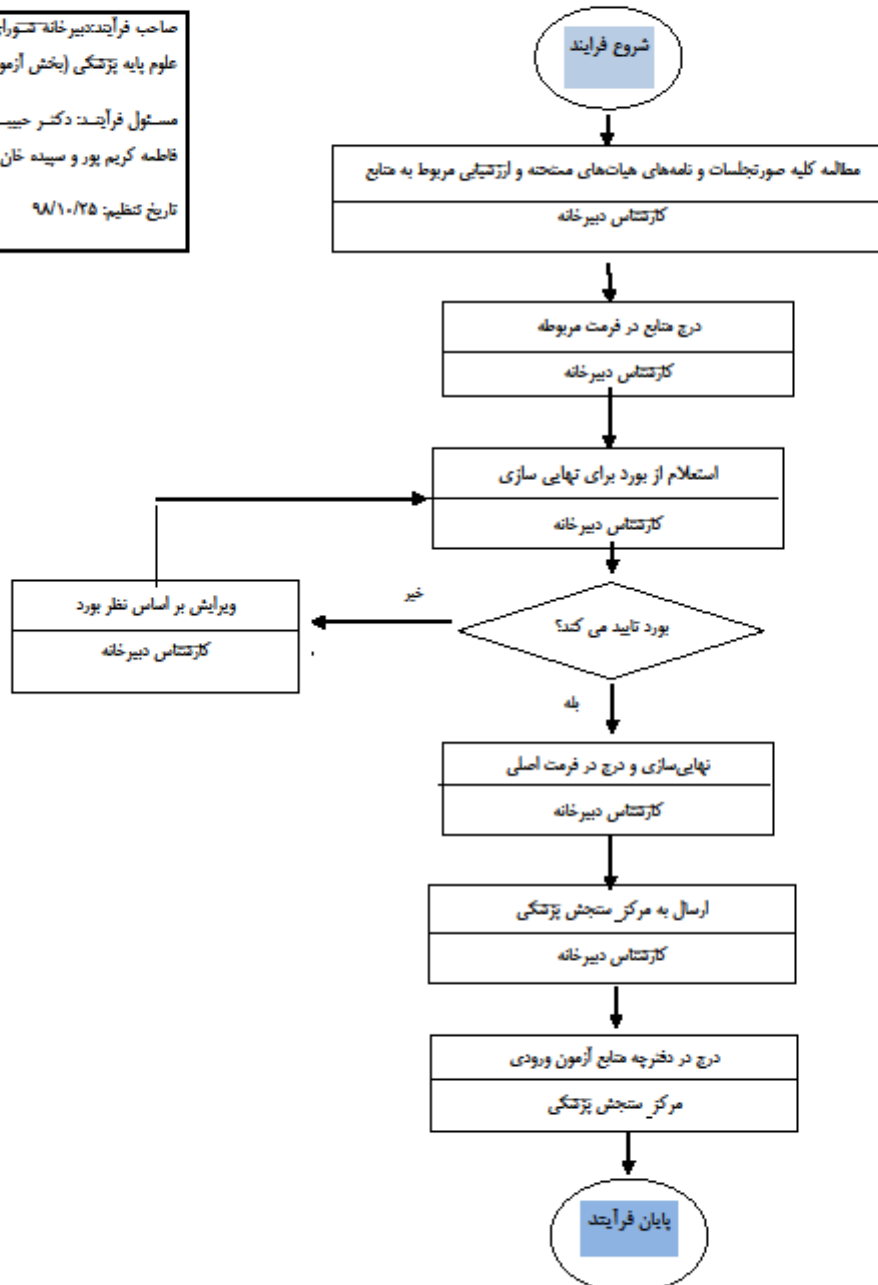 صاحب فرآیند:دبیرخانه شورای
علوم پایه پزشکی (بخش آزمو
مسئول فرآیند: دکتر حبیب
فاطمه کریم پور و سپیده خان
تاریخ تنظیم: ۹۸/۱۰/۲۵
شروع فرایند
مطالعه کلیه صورتجلسات و نامه‌های هیات‌های ممتحنه و ارزشیابی مربوط به منابع
کارشناس دبیرخانه
درج منابع در فرمت مربوطه
کارشناس دبیرخانه
استعلام از بورد برای نهایی سازی
کارشناس دبیرخانه
بورد تایید می کند؟
خیر
ویرایش بر اساس نظر بورد
کارشناس دبیرخانه
بله
نهایی‌سازی و درج در فرمت اصلی
کارشناس دبیرخانه
ارسال به مرکز سنجش پزشکی
کارشناس دبیرخانه
درج در دفترچه منابع آزمون ورودی
مرکز سنجش پزشکی
پایان فرآیند